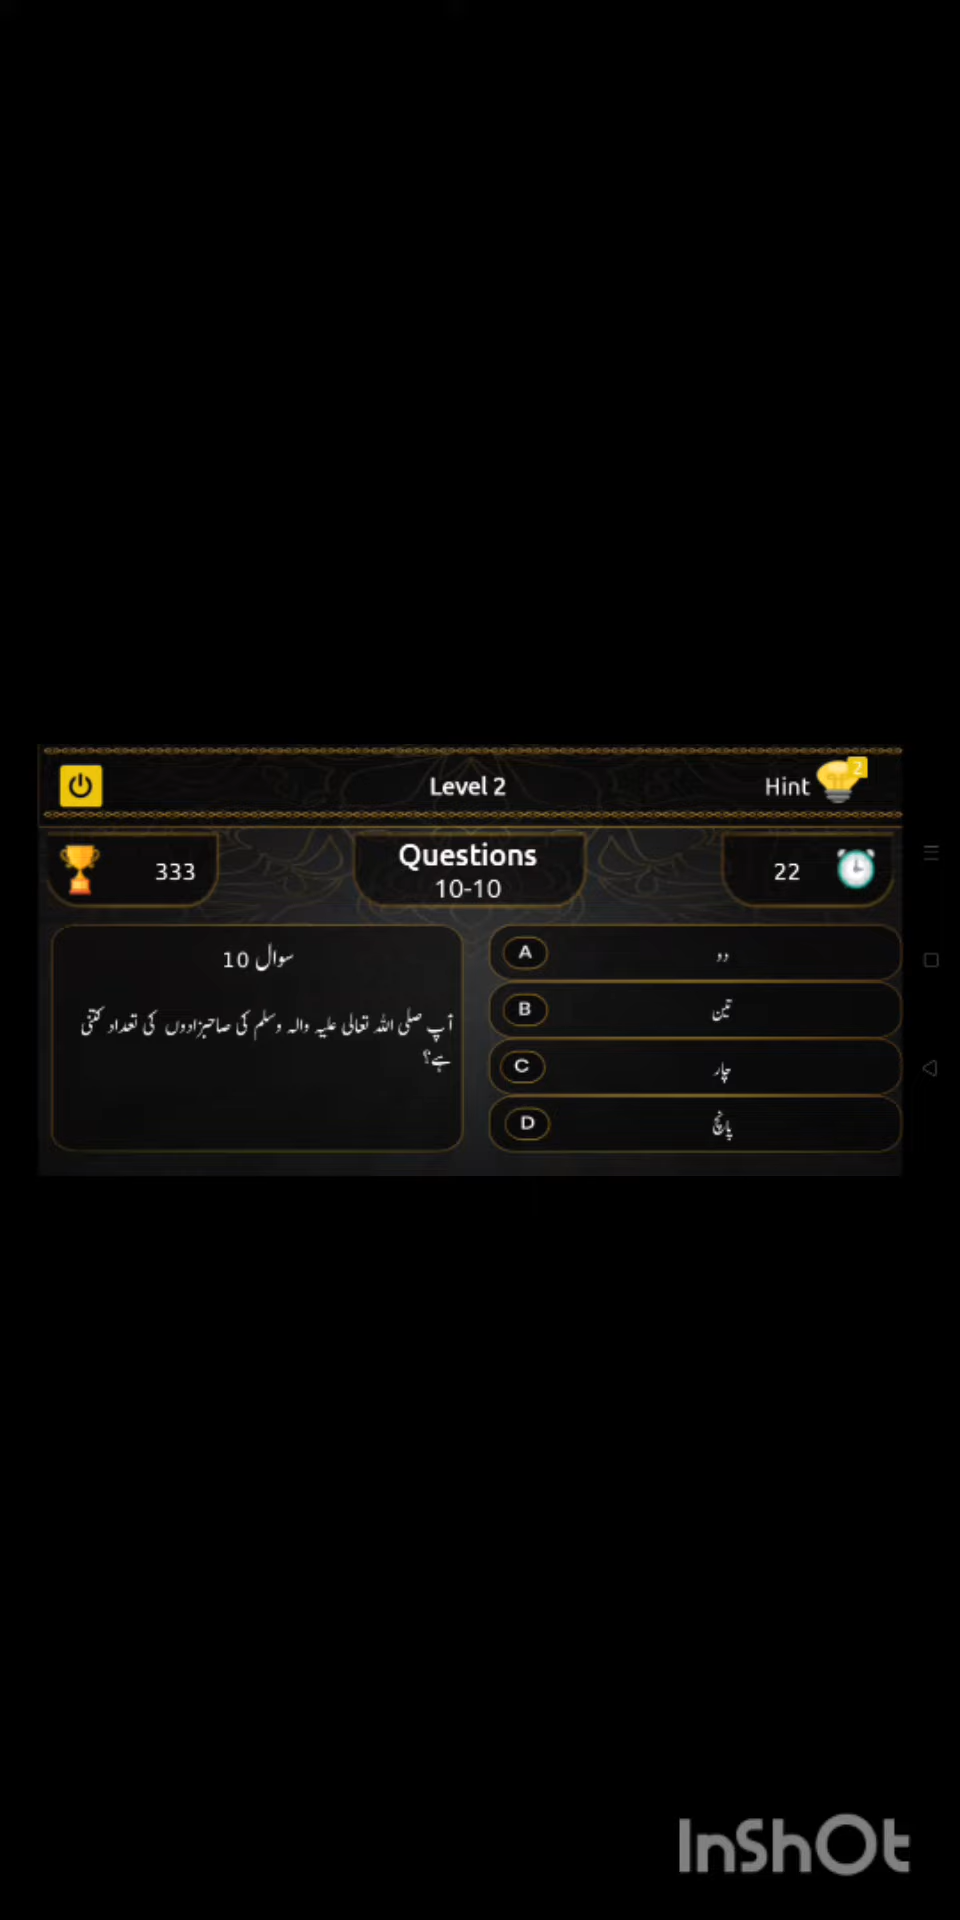 Level 2
Hint 2
333
Questions
10-10
22
سوال 10
آپ صلی اللہ تعالی علیہ والہ وسلم کی صاحبزادوں کی تعداد کتنی
ہے؟
A دو
B تین
C چار
D پانچ
InShOt